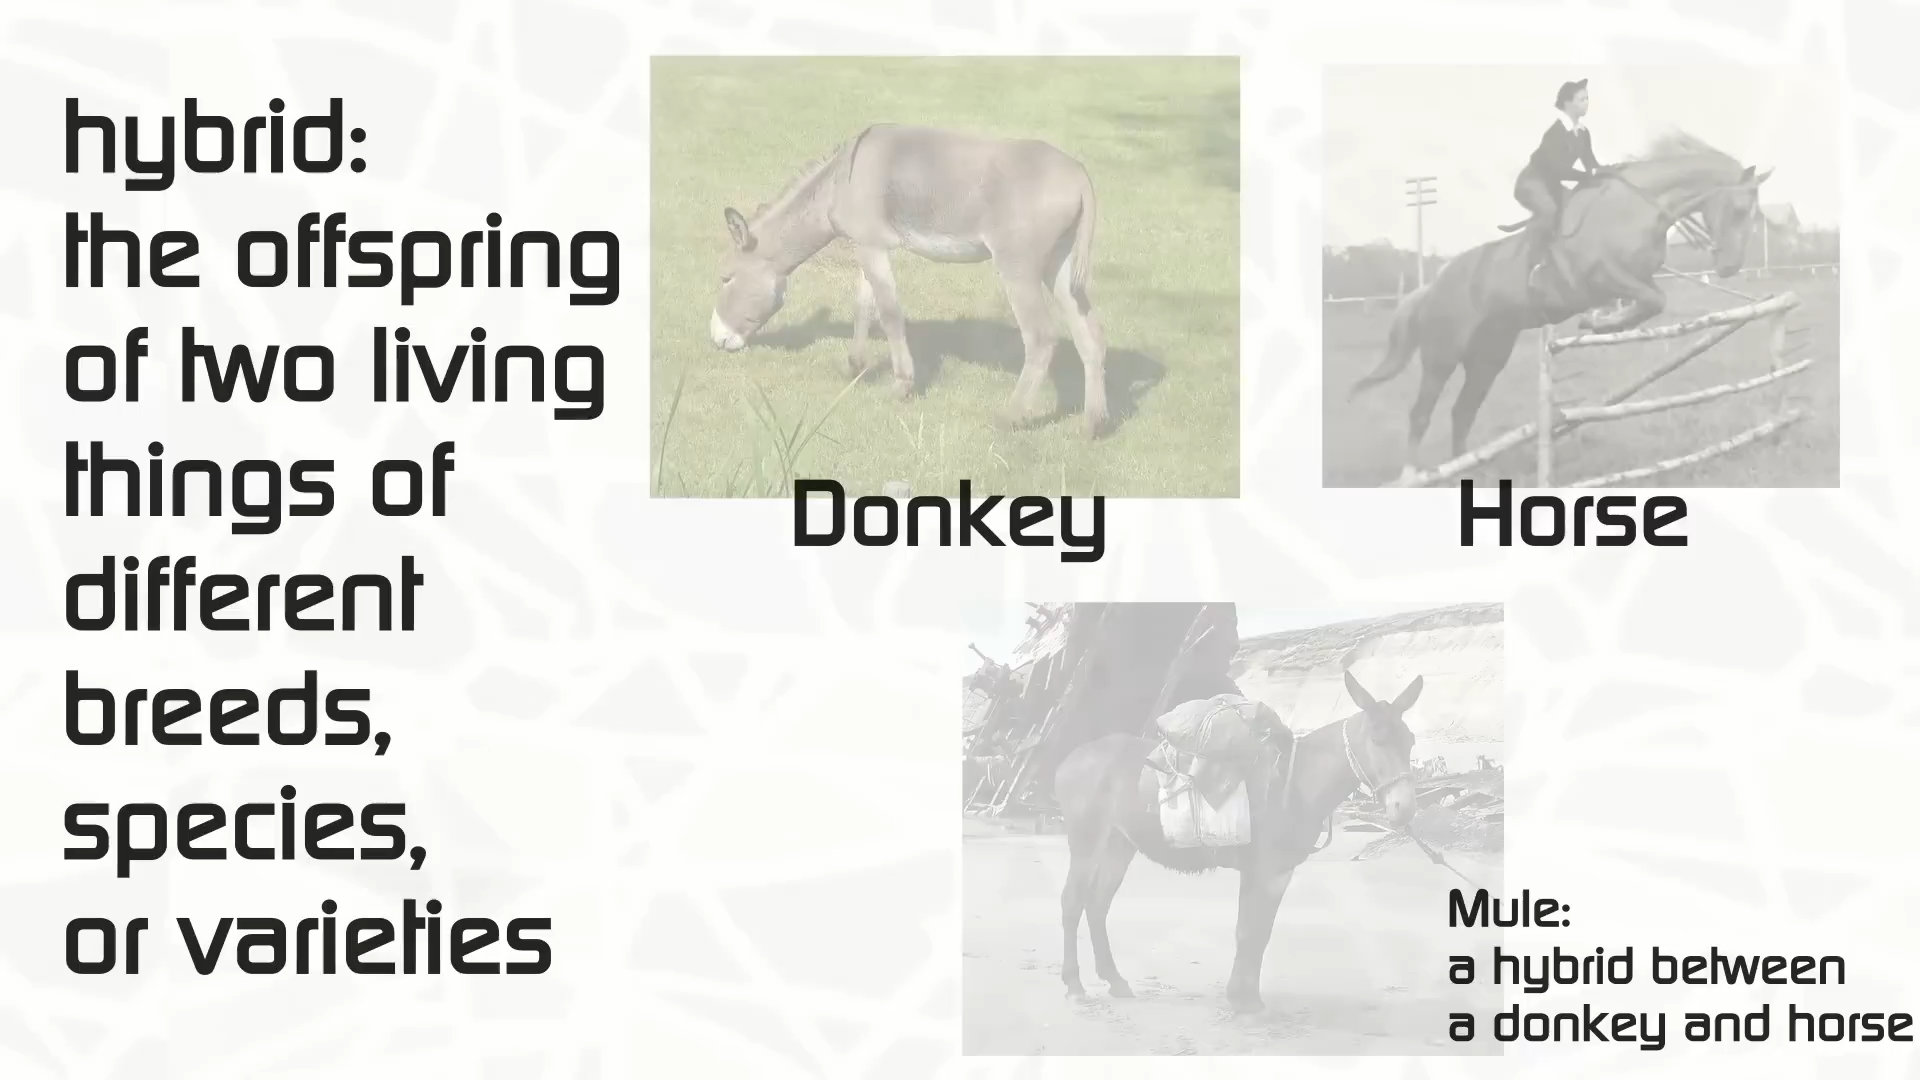 hybrid:
the offspring
of two living
things of
different
breeds,
species,
or varieties
Donkey
Horse
Mule:
a hybrid between
a donkey and horse